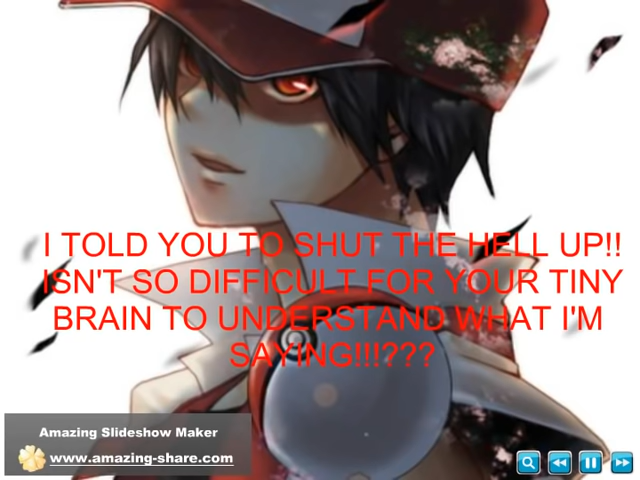 I TOLD YOU TO SHUT THE HELL UP!!
ISN'T SO DIFFICULT FOR YOUR TINY
BRAIN TO UNDERSTAND WHAT I'M
SAYING!!!???
Amazing Slideshow Maker
www.amazing-share.com